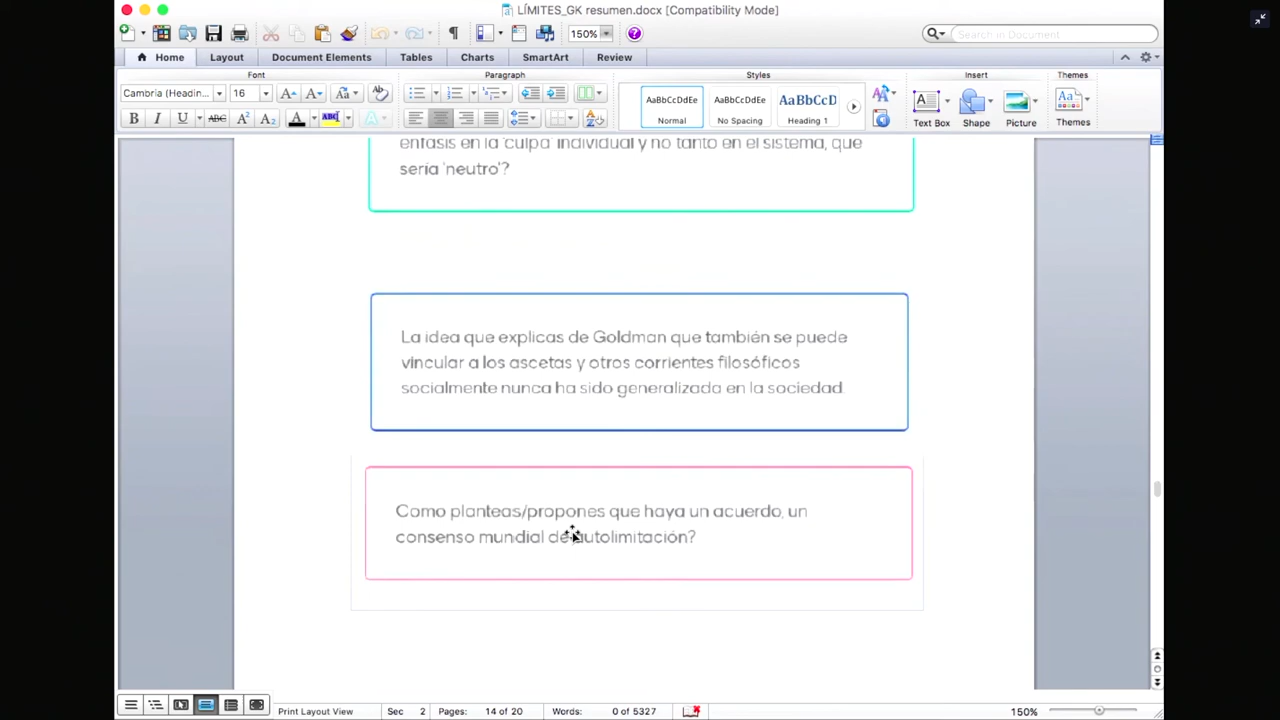 LÍMITES_GK resumen.docx [Compatibility Mode]
150%
Search in Document
Home Layout Document Elements Tables Charts SmartArt Review
Font Paragraph Styles Insert Themes
Cambria (Headin... 16
AaBbCcDdEe AaBbCcDdEe AaBbCcD
Normal No Spacing Heading 1
Text Box Shape Picture Themes
énfasis en la 'culpa' individual y no tanto en el sistema, que
seria 'neutro'?
La idea que explicas de Goldman que también se puede
vincular a los ascetas y otros corrientes filosóficos
socialmente nunca ha sido generalizada en la sociedad.
Como planteas/propones que haya un acuerdo, un
consenso mundial de autolimitación?
Print Layout View Sec 2 Pages: 14 of 20 Words: 0 of 5327 150%